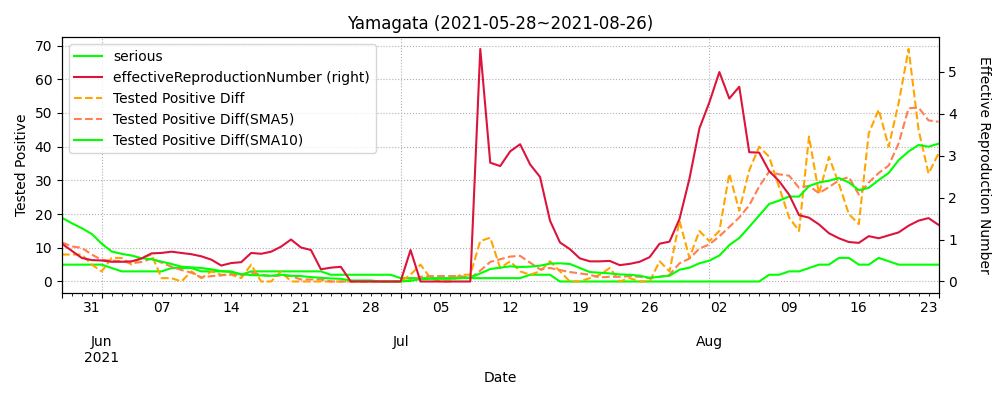 Yamagata (2021-05-28~2021-08-26)
serious
effectiveReproductionNumber (right)
Tested Positive Diff
Tested Positive Diff(SMA5)
Tested Positive Diff(SMA10)
Tested Positive
70
60
50
40
30
20
10
0
Effective Reproduction Number
5
4
3
2
1
0
31 07 14 21 28 05 12 19 26 02 09 16 23
Jun Jul Aug
2021
Date